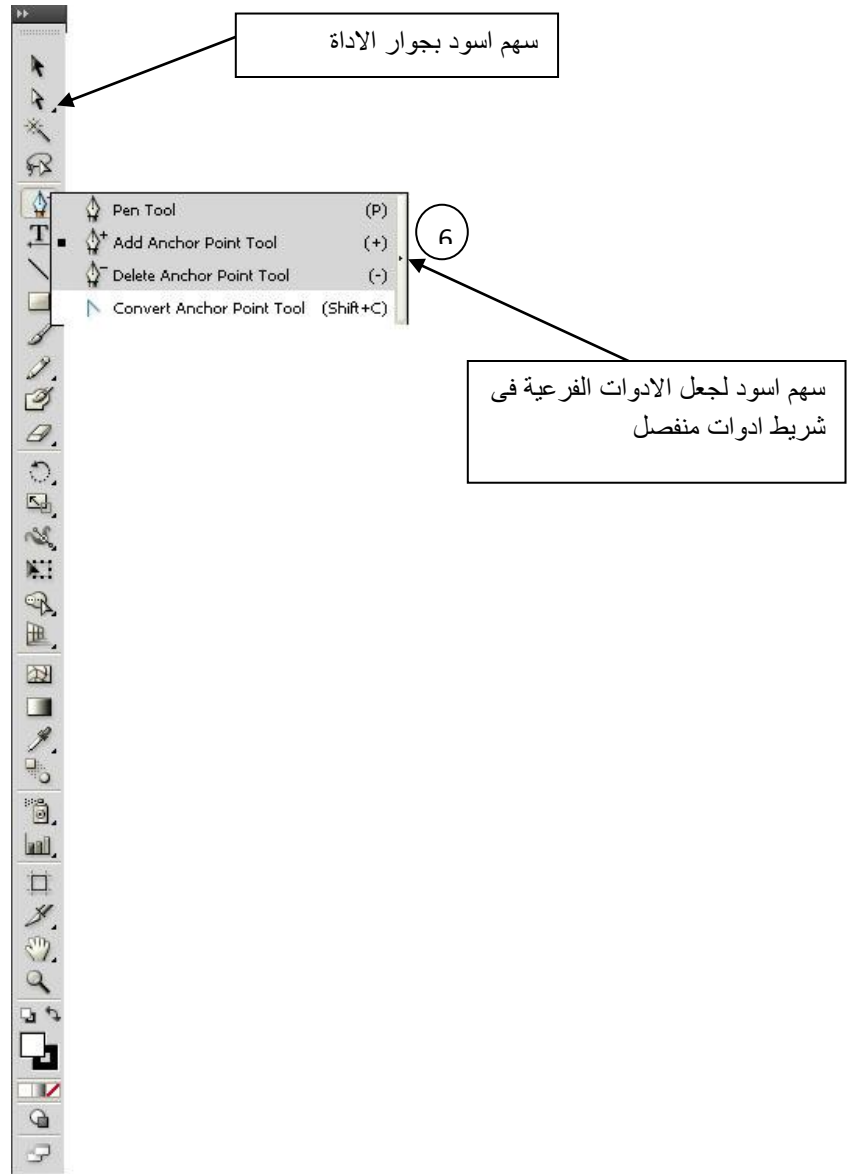 سهم اسود بجوار الاداة
Pen Tool (P)
Add Anchor Point Tool (+)
Delete Anchor Point Tool (-)
Convert Anchor Point Tool (Shift+C)
6
سهم اسود لجعل الادوات الفرعية فى
شريط ادوات منفصل